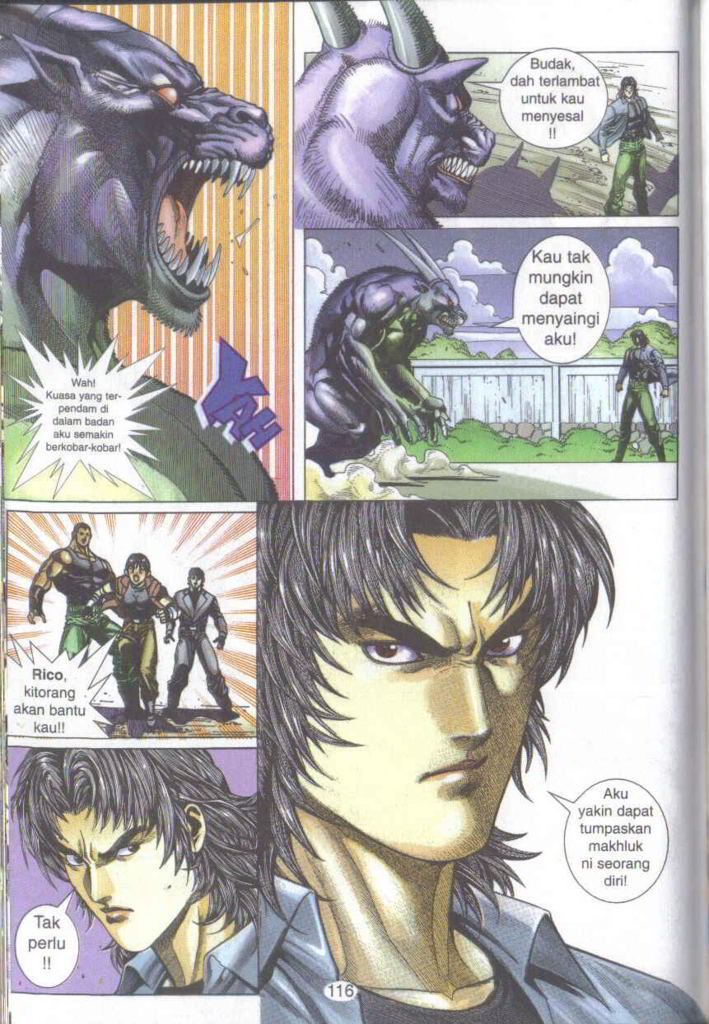 Wah!
Kuasa yang ter-
pendam di
dalam badan
aku semakin
berkobar-kobar!
YAH
Budak,
dah terlambat
untuk kau
menyesal
!!
Kau tak
mungkin
dapat
menyaingi
aku!
Rico,
kitorang
akan bantu
kau!!
Tak
perlu
!!
Aku
yakin dapat
tumpaskan
makhluk
ni seorang
diri!
116